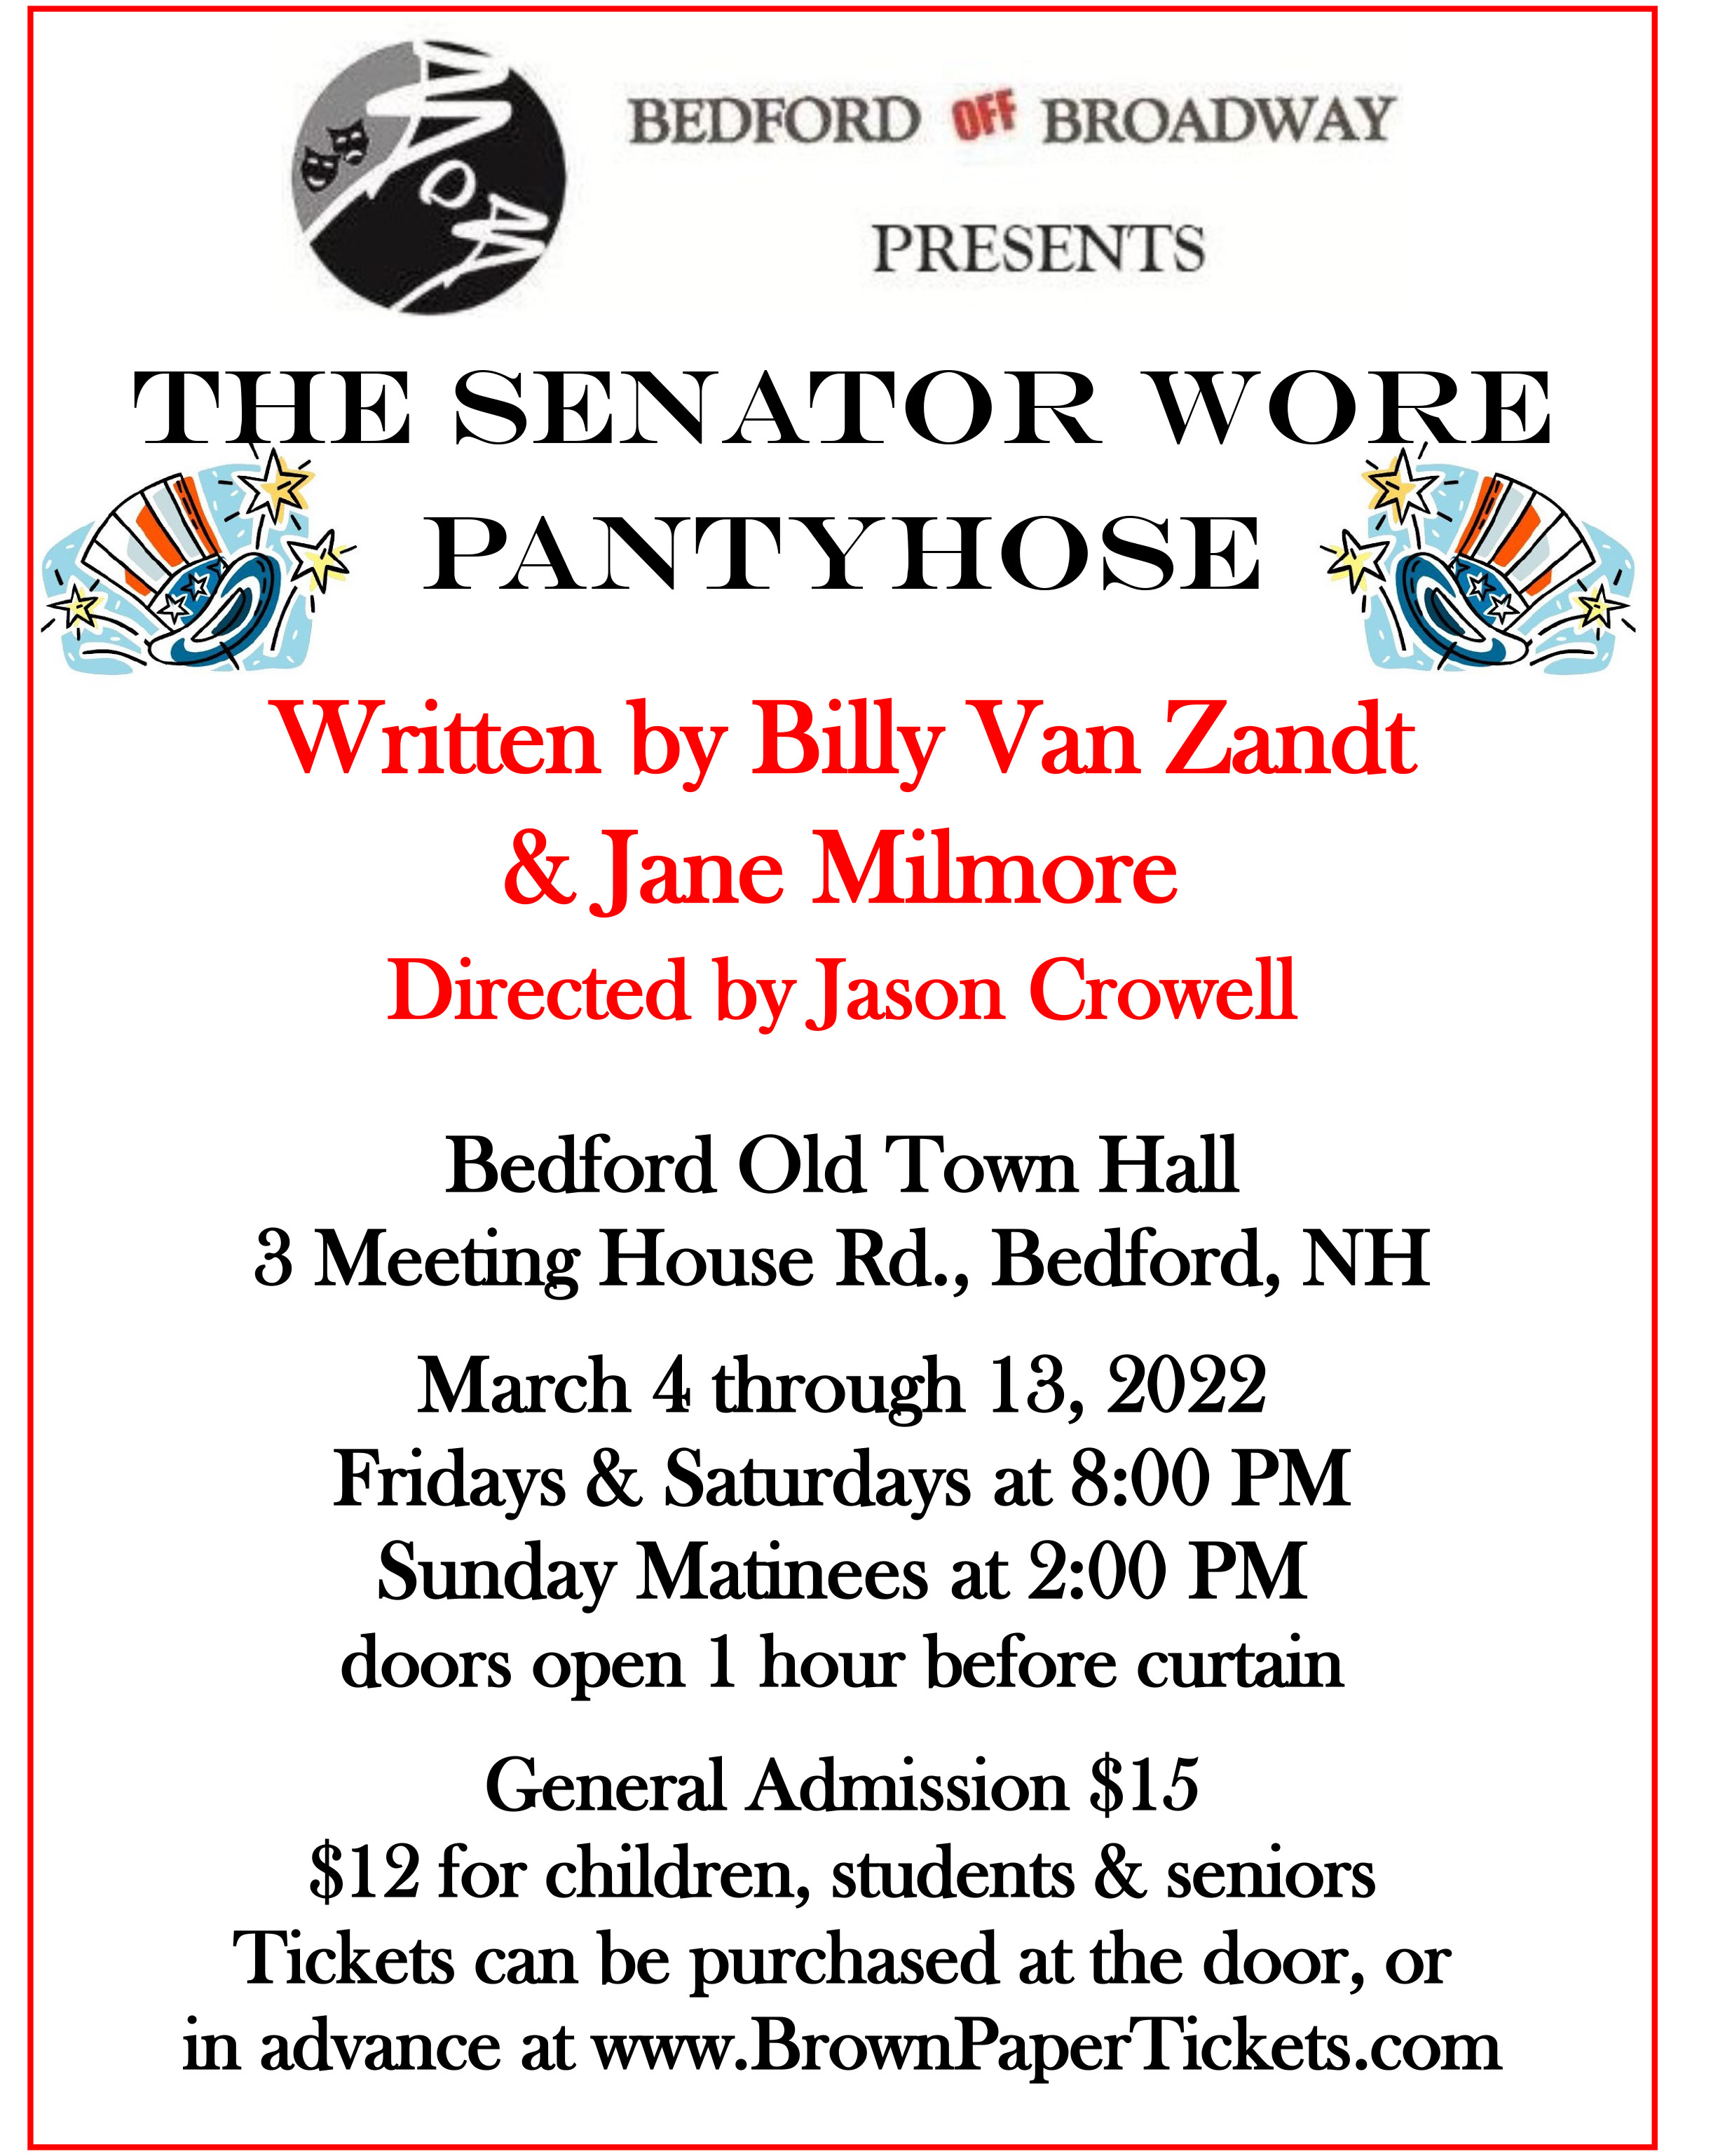 BOB
BEDFORD OFF BROADWAY
PRESENTS
THE SENATOR WORE
PANTYHOSE
Written by Billy Van Zandt
& Jane Milmore
Directed by Jason Crowell
Bedford Old Town Hall
3 Meeting House Rd., Bedford, NH
March 4 through 13, 2022
Fridays & Saturdays at 8:00 PM
Sunday Matinees at 2:00 PM
doors open 1 hour before curtain
General Admission $15
$12 for children, students & seniors
Tickets can be purchased at the door, or
in advance at www.BrownPaperTickets.com